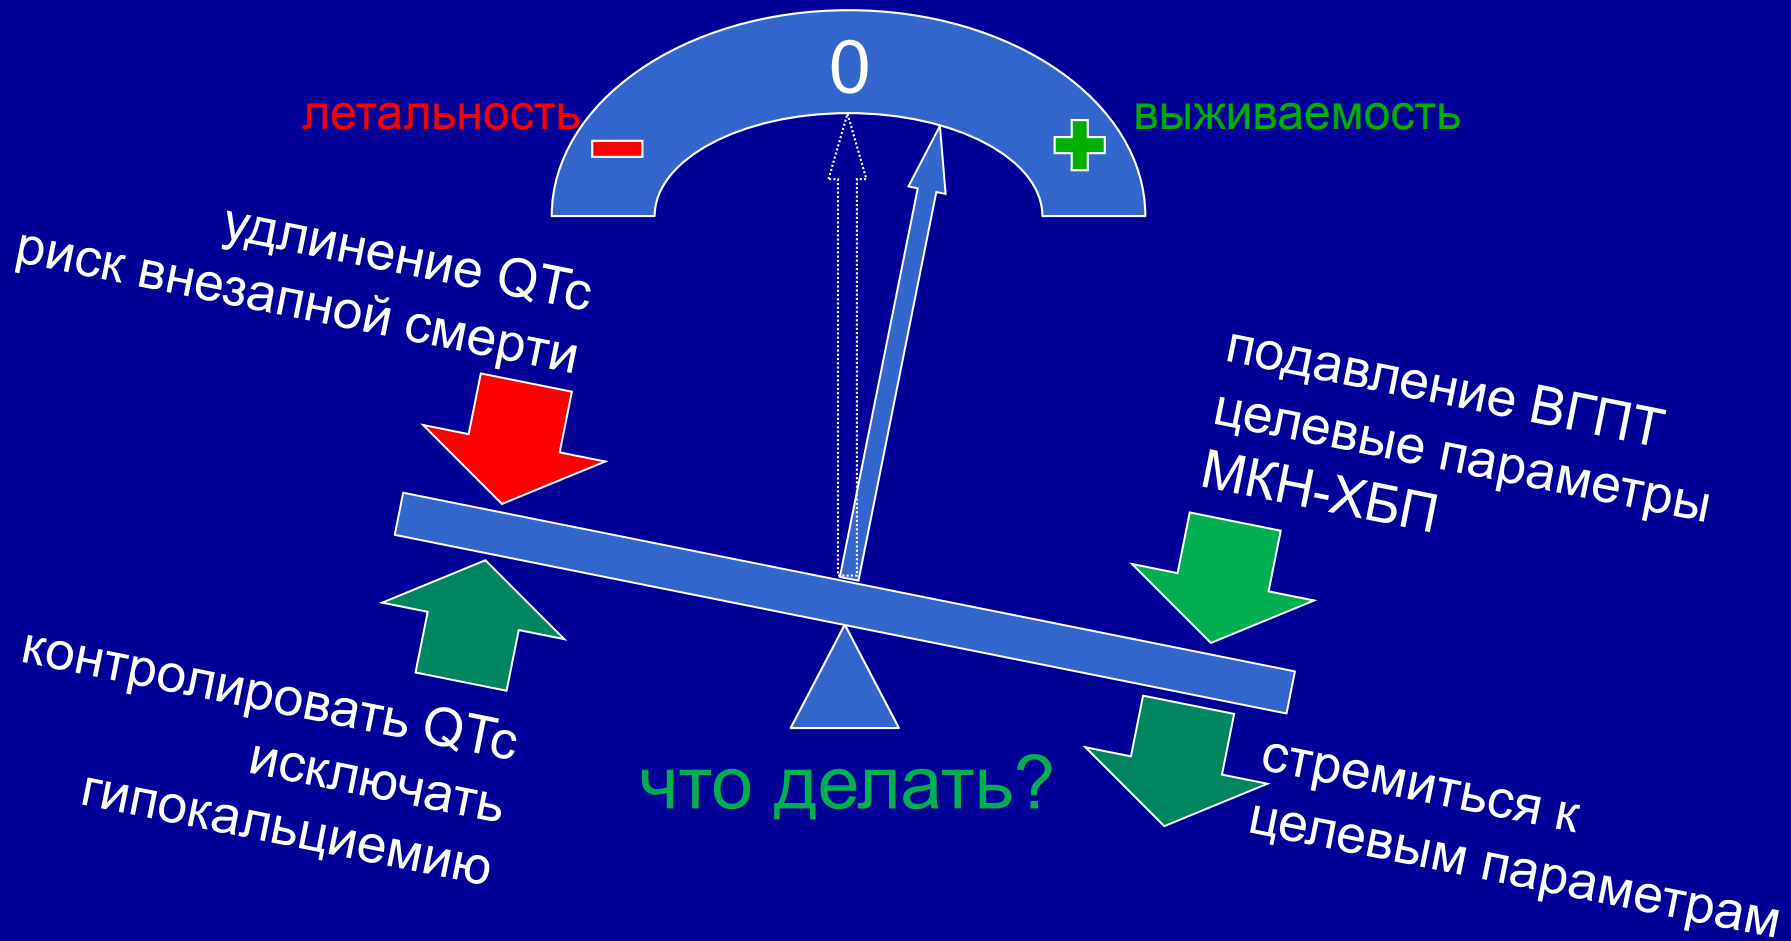 0
летальность
выживаемость
удлинение QTc
риск внезапной смерти
подавление ВГПТ
целевые параметры
МКН-ХБП
контролировать QTc
исключать
гипокальциемию
что делать?
стремиться к
целевым параметрам